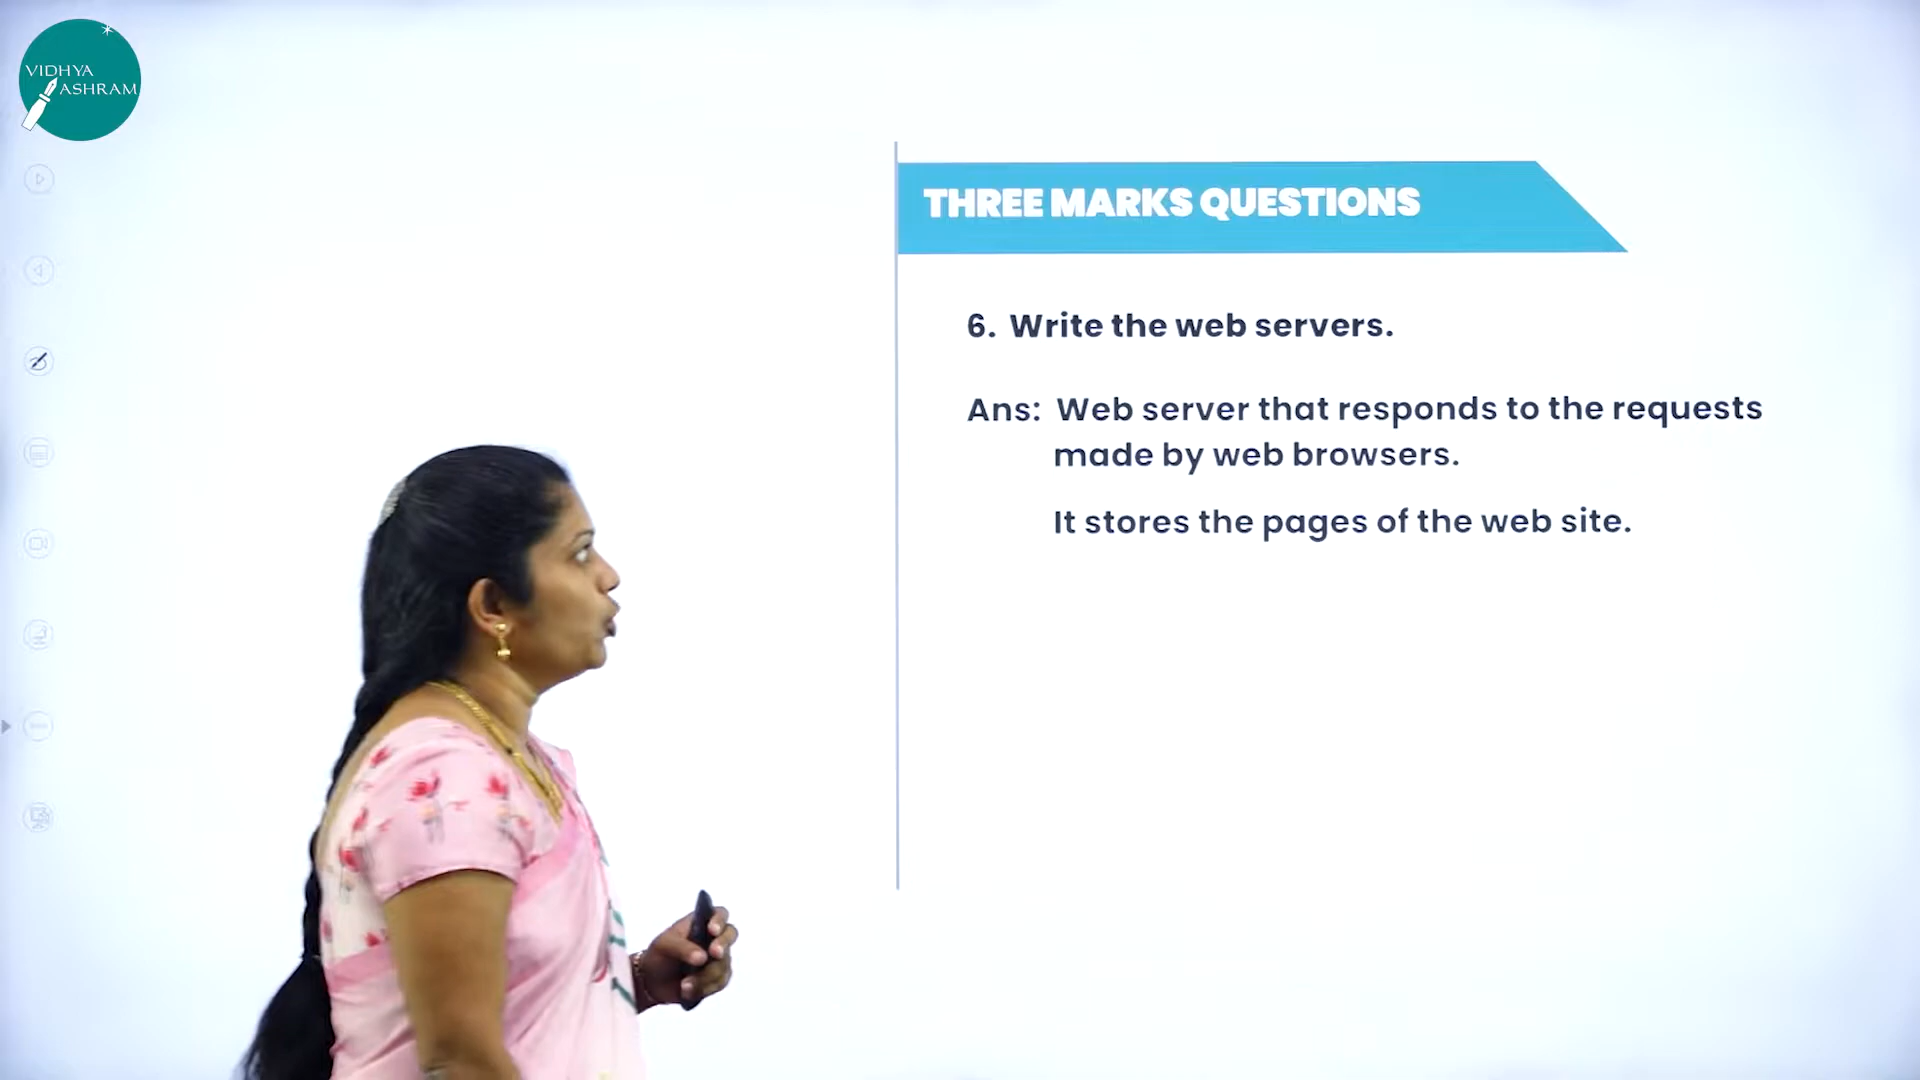 VIDHYA
ASHRAM
THREE MARKS QUESTIONS
6. Write the web servers.
Ans: Web server that responds to the requests
made by web browsers.
It stores the pages of the web site.